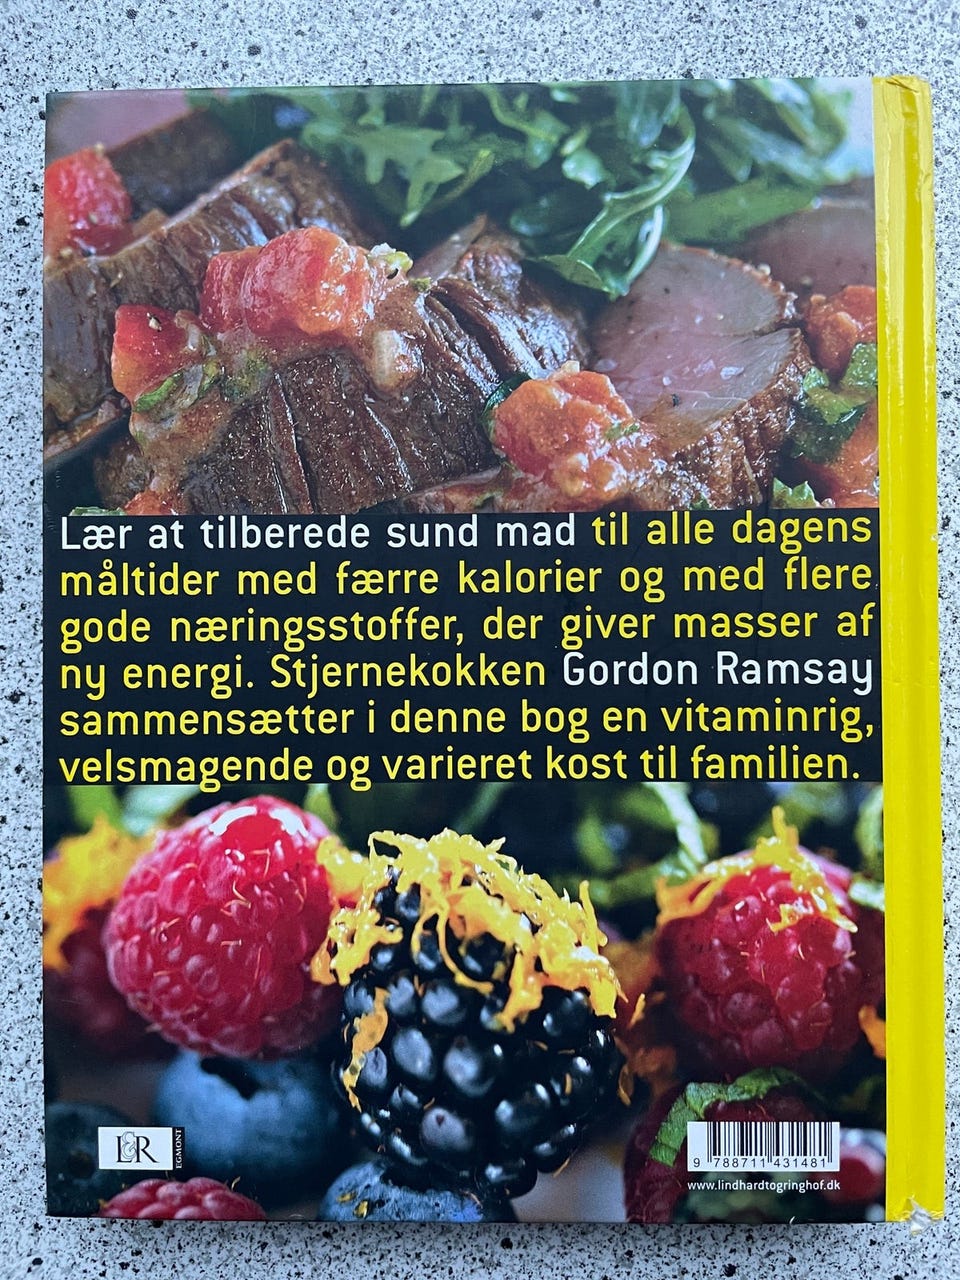 Lær at tilberede sund mad til alle dagens
måltider med færre kalorier og med flere
gode næringsstoffer, der giver masser af
ny energi. Stjernekokken Gordon Ramsay
sammensætter i denne bog en vitaminrig,
velsmagende og varieret kost til familien.
L&R
EGMONT
9 788711 431481
www.lindhardtogringhof.dk